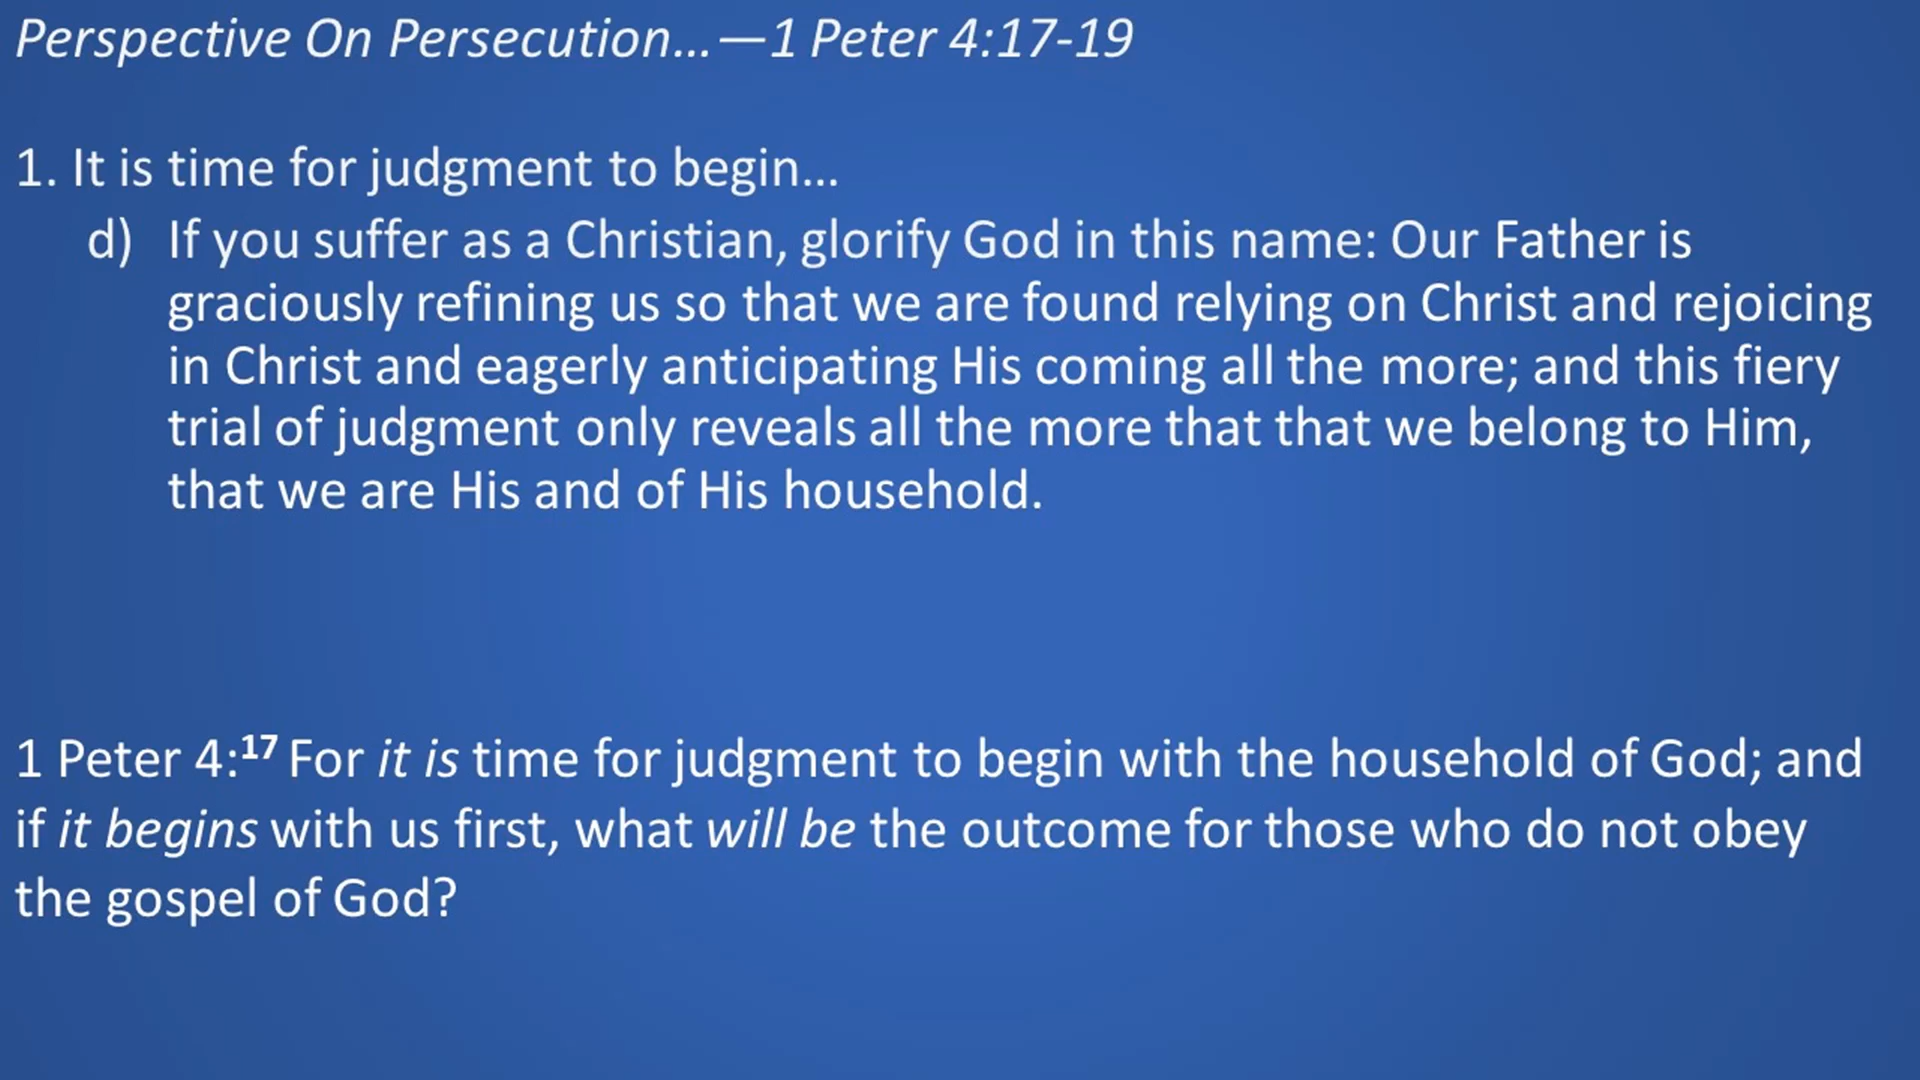 Perspective On Persecution…—1 Peter 4:17-19
1. It is time for judgment to begin…
d) If you suffer as a Christian, glorify God in this name: Our Father is
graciously refining us so that we are found relying on Christ and rejoicing
in Christ and eagerly anticipating His coming all the more; and this fiery
trial of judgment only reveals all the more that that we belong to Him,
that we are His and of His household.
1 Peter 4:17 For it is time for judgment to begin with the household of God; and
if it begins with us first, what will be the outcome for those who do not obey
the gospel of God?